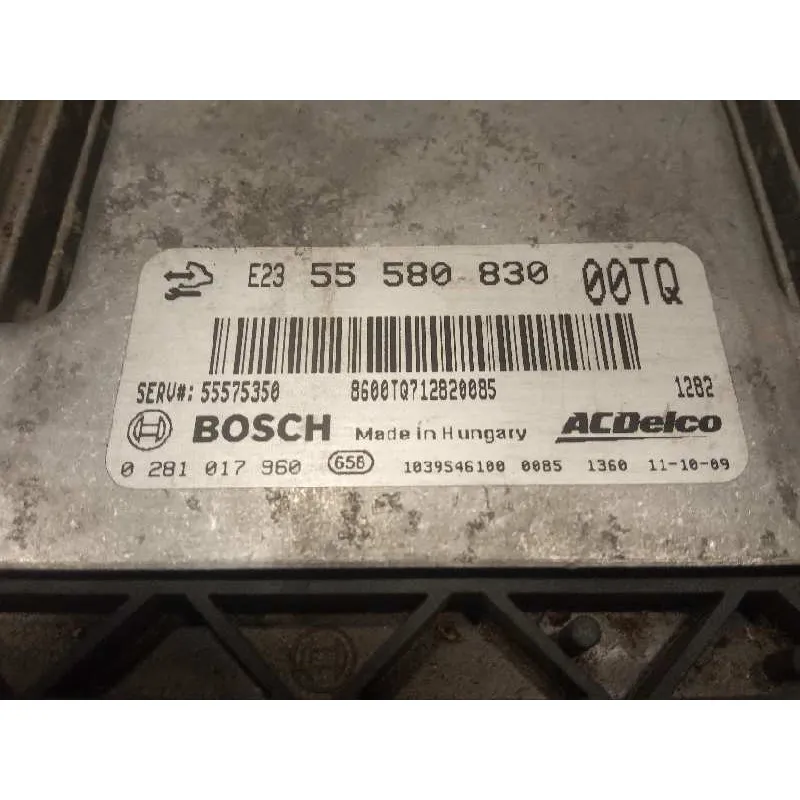 E23 55 580 830 00TQ
SERV#: 55575350 8600TQ712820085 1282
BOSCH Made in Hungary ACDelco
0 281 017 960 G58 1039S46100 0085 1360 11-10-09